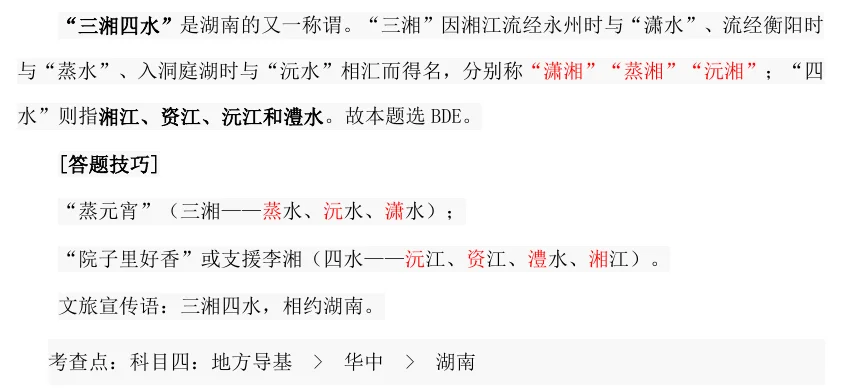 “三湘四水”是湖南的又一称谓。“三湘”因湘江流经永州时与“潇水”、流经衡阳时
与“蒸水”、入洞庭湖时与“沅水”相汇而得名，分别称“潇湘”“蒸湘”“沅湘”；“四
水”则指湘江、资江、沅江和澧水。故本题选 BDE。
[答题技巧]
“蒸元宵”（三湘——蒸水、沅水、潇水）；
“院子里好香”或支援李湘（四水——沅江、资江、澧水、湘江）。
文旅宣传语：三湘四水，相约湖南。
考查点：科目四：地方导基 > 华中 > 湖南